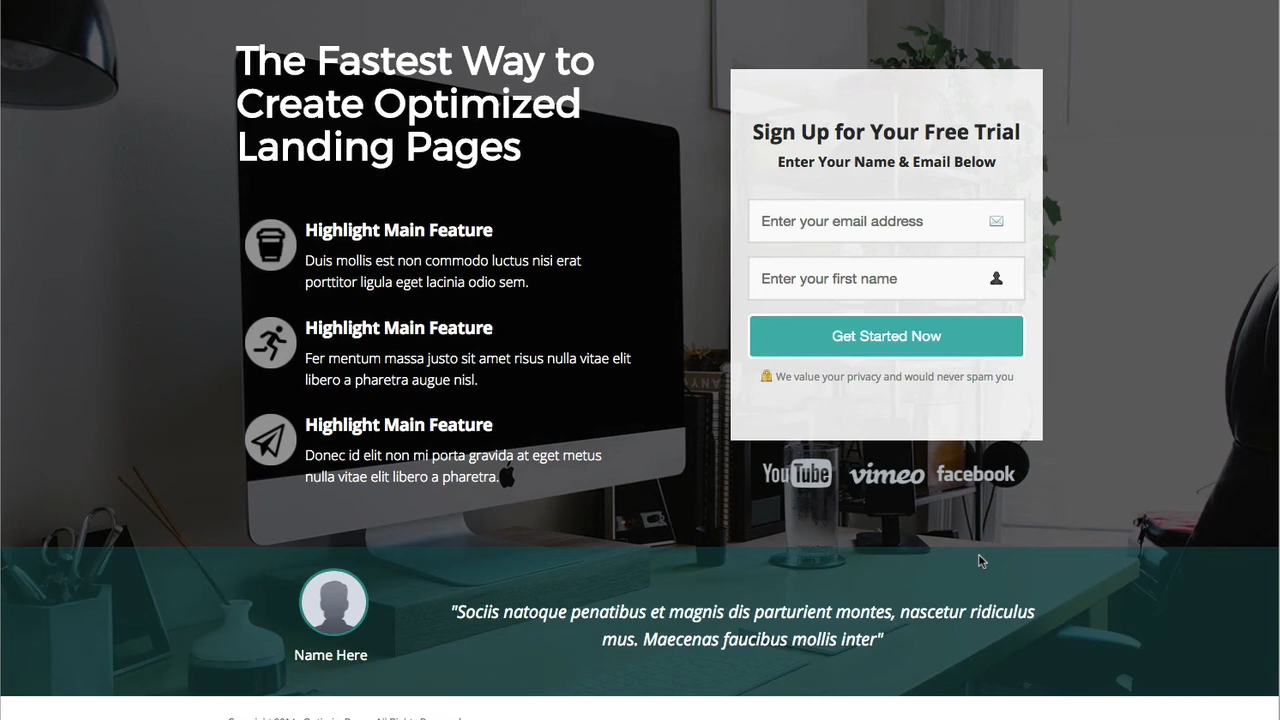 The Fastest Way to
Create Optimized
Landing Pages
Highlight Main Feature
Duis mollis est non commodo luctus nisi erat
porttitor ligula eget lacinia odio sem.
Highlight Main Feature
Fer mentum massa justo sit amet risus nulla vitae elit
libero a pharetra augue nisl.
Highlight Main Feature
Donec id elit non mi porta gravida at eget metus
nulla vitae elit libero a pharetra.
Sign Up for Your Free Trial
Enter Your Name & Email Below
Enter your email address
Enter your first name
Get Started Now
We value your privacy and would never spam you
YouTube vimeo facebook
Name Here
"Sociis natoque penatibus et magnis dis parturient montes, nascetur ridiculus
mus. Maecenas faucibus mollis inter"